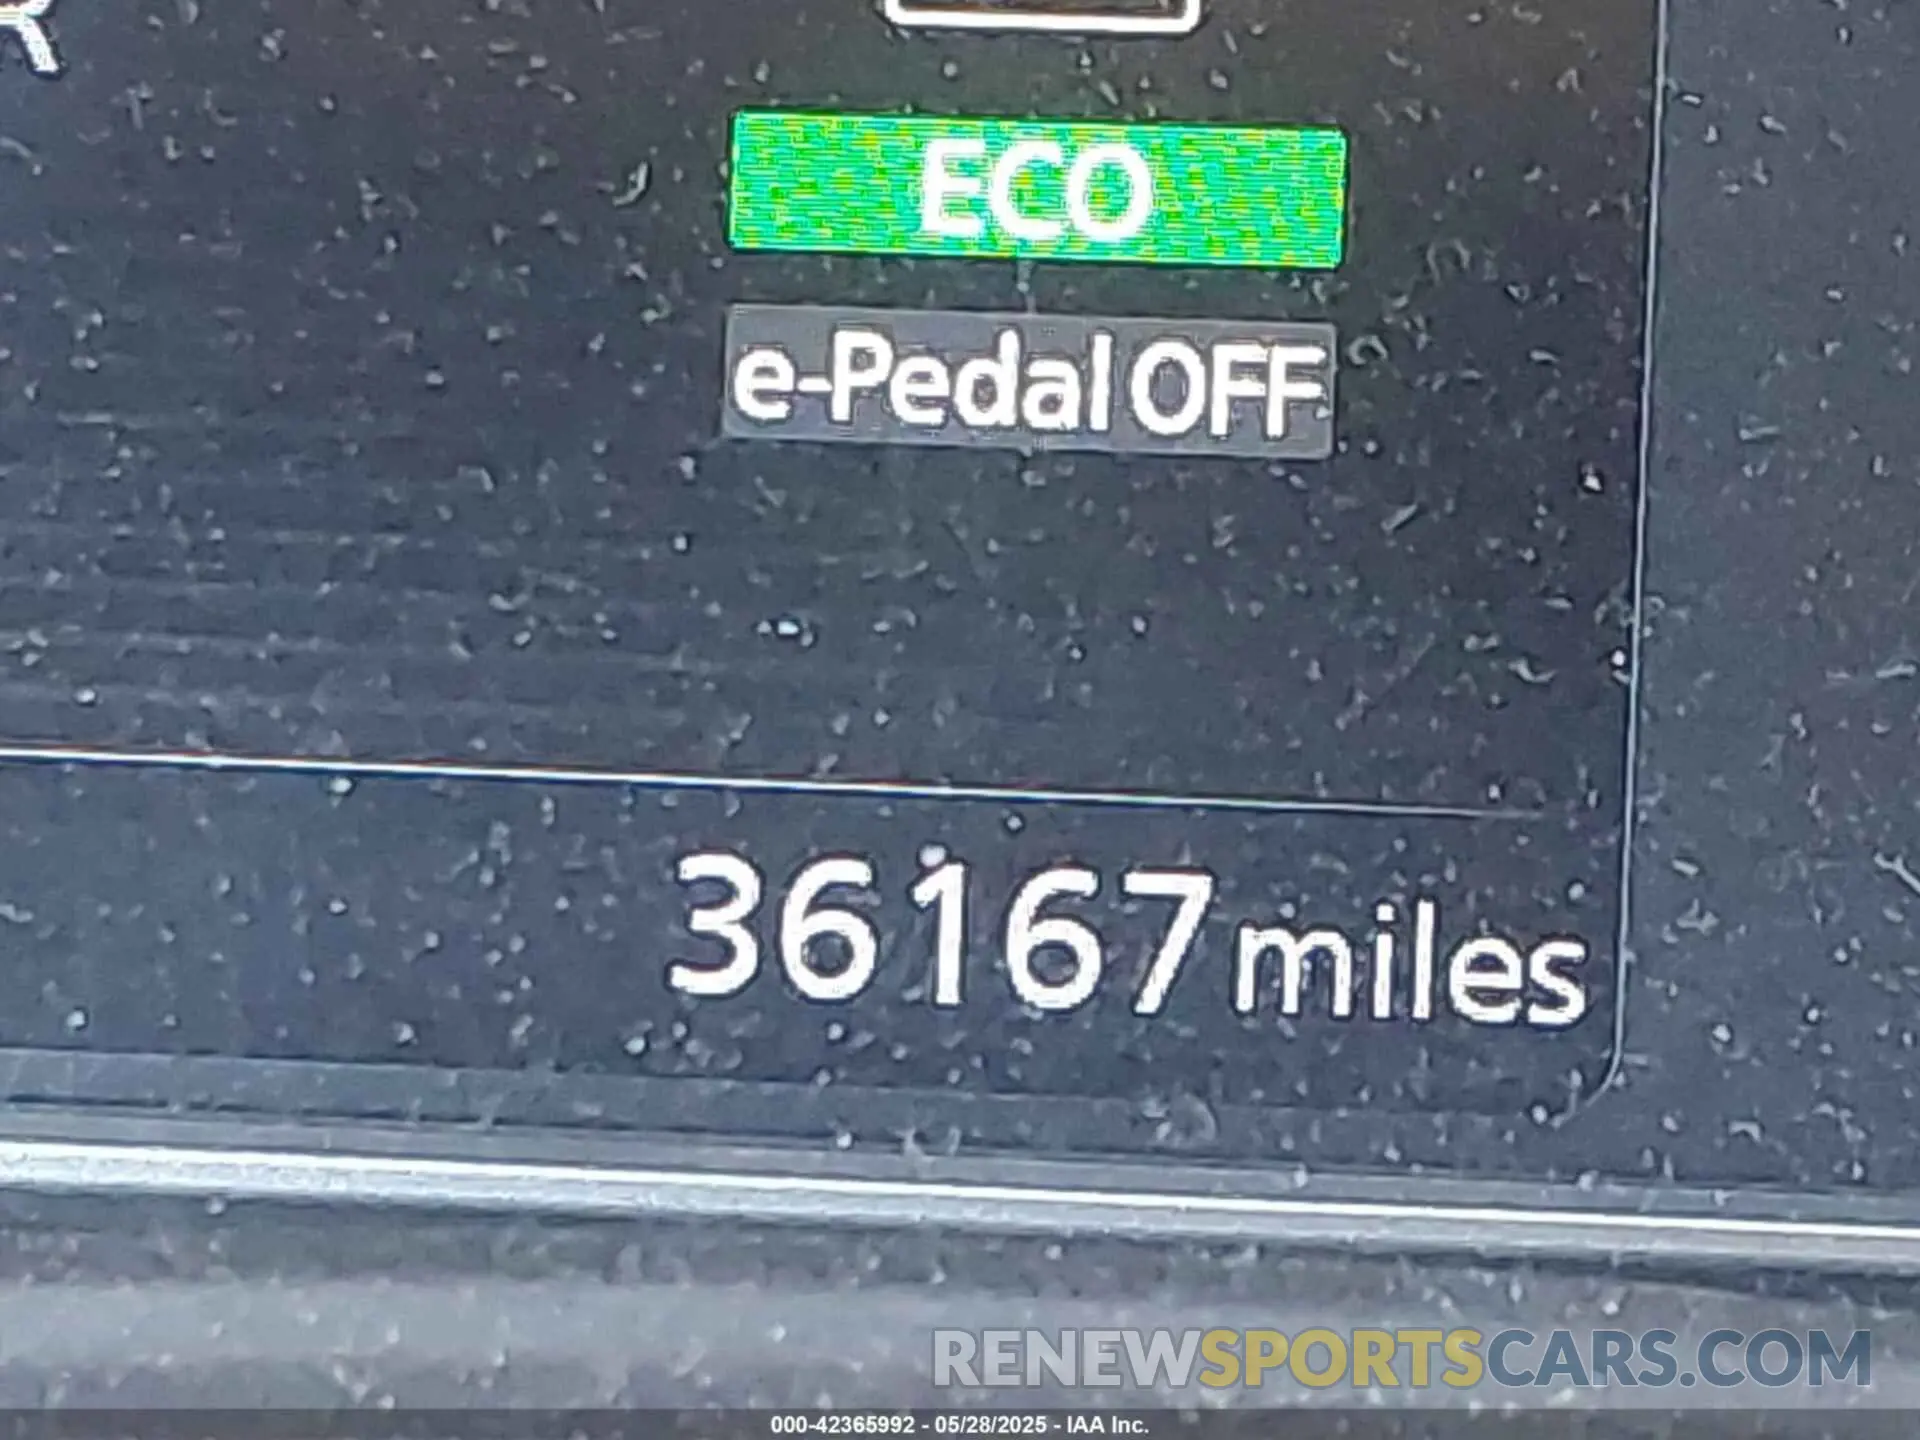 R
ECO
e-Pedal OFF
36167 miles
RENEWSPORTSCARS.COM
000-42365992 - 05/28/2025 - IAA Inc.